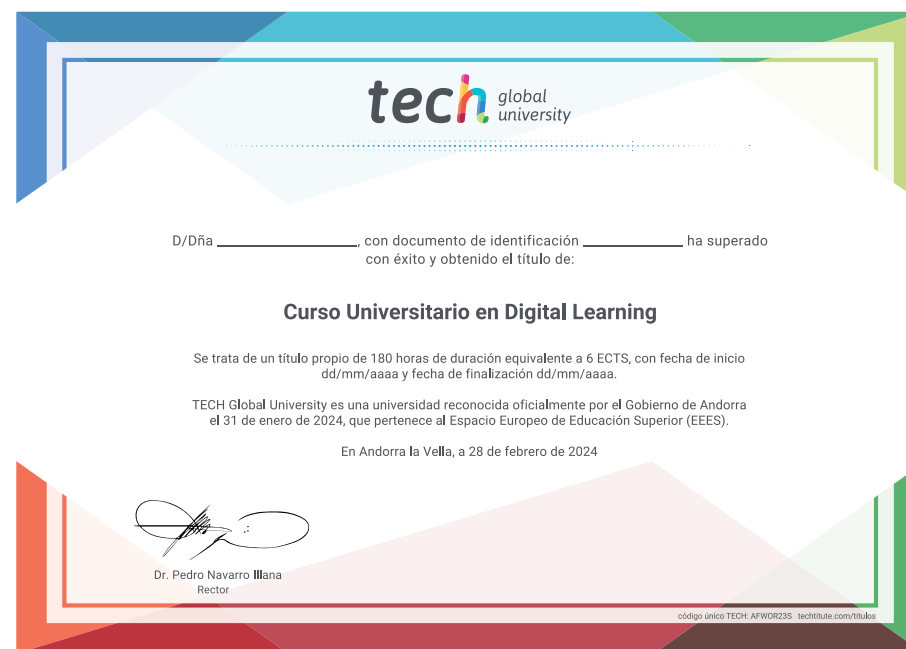 tech global university
D/Dña ____________, con documento de identificación ____________ ha superado
con éxito y obtenido el título de:
Curso Universitario en Digital Learning
Se trata de un título propio de 180 horas de duración equivalente a 6 ECTS, con fecha de inicio
dd/mm/aaaa y fecha de finalización dd/mm/aaaa.
TECH Global University es una universidad reconocida oficialmente por el Gobierno de Andorra
el 31 de enero de 2024, que pertenece al Espacio Europeo de Educación Superior (EEES).
En Andorra la Vella, a 28 de febrero de 2024
Dr. Pedro Navarro Illana
Rector
código único TECH: AFWOR23S techtitute.com/titulos